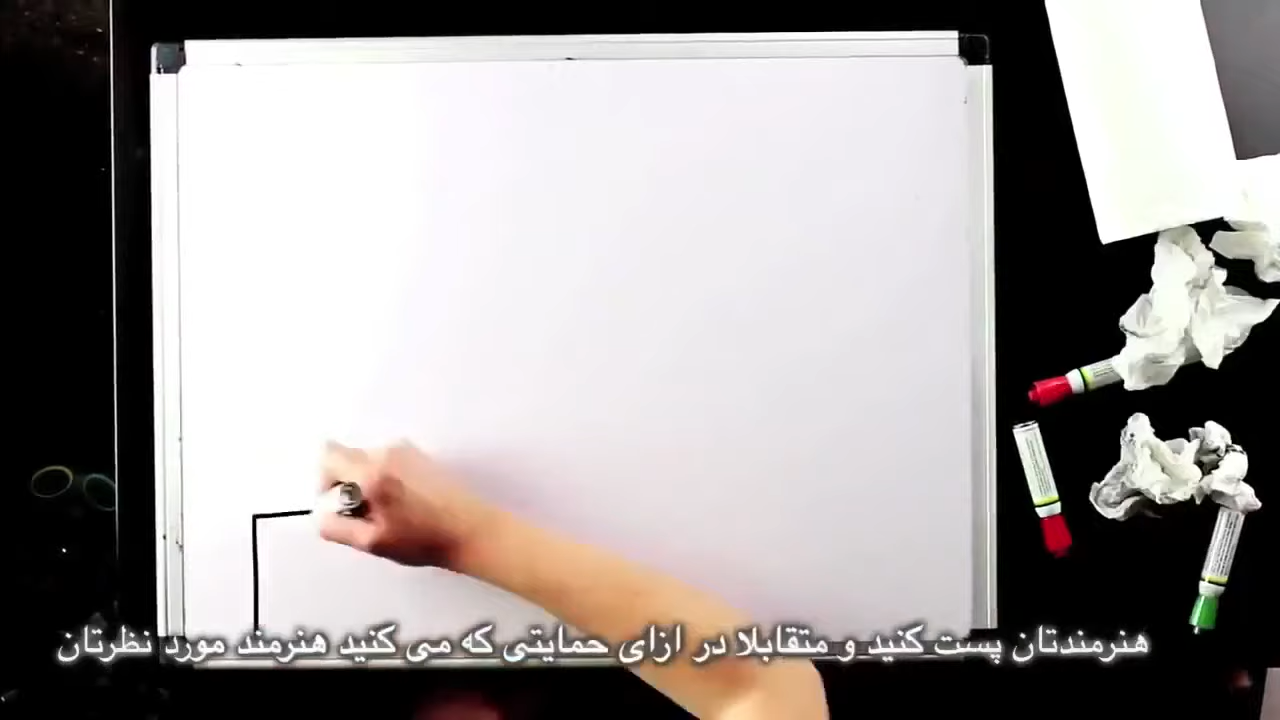 هنرمندتان پست کنید و متقابلا در ازای حمایتی که می کنید هنرمند مورد نظرتان